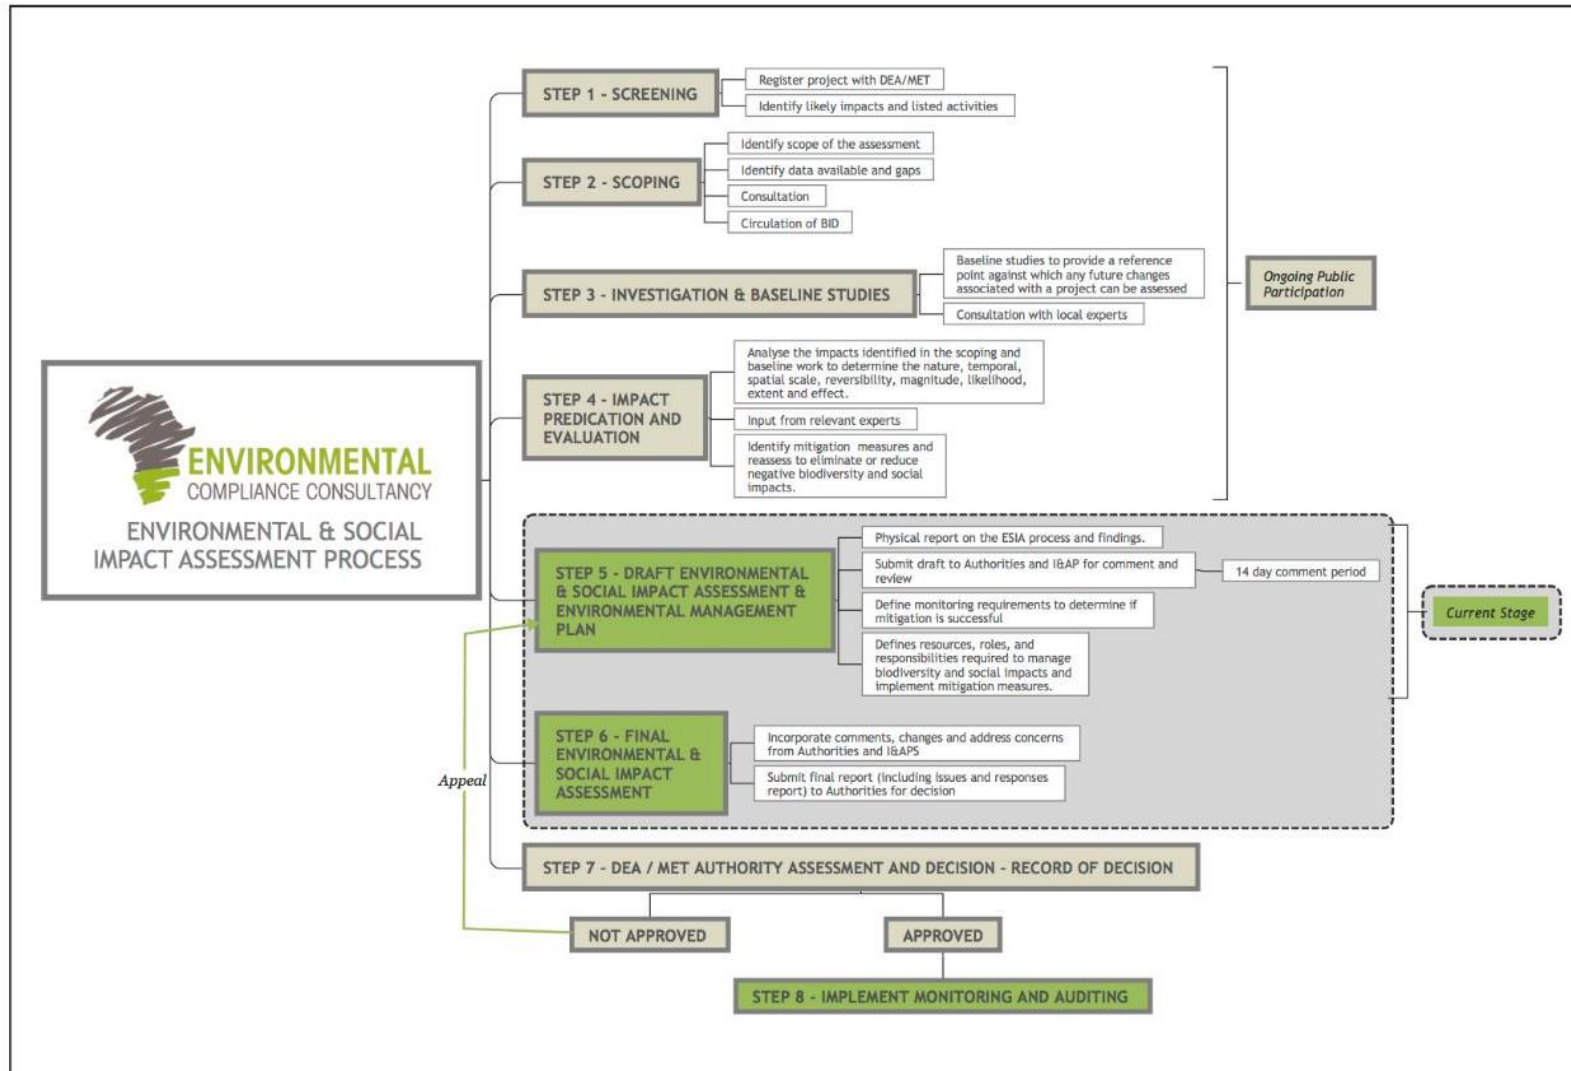 ENVIRONMENTAL
COMPLIANCE CONSULTANCY
ENVIRONMENTAL & SOCIAL
IMPACT ASSESSMENT PROCESS
STEP 1 - SCREENING
Register project with DEA/MET
Identify likely impacts and listed activities
STEP 2 - SCOPING
Identify scope of the assessment
Identify data available and gaps
Consultation
Circulation of BID
STEP 3 - INVESTIGATION & BASELINE STUDIES
Baseline studies to provide a reference
point against which any future changes
associated with a project can be assessed
Consultation with local experts
Ongoing Public
Participation
STEP 4 - IMPACT
PREDICATION AND
EVALUATION
Analyse the impacts identified in the scoping and
baseline work to determine the nature, temporal,
spatial scale, reversibility, magnitude, likelihood,
extent and effect.
Input from relevant experts
Identify mitigation measures and
reassess to eliminate or reduce
negative biodiversity and social
impacts.
STEP 5 - DRAFT ENVIRONMENTAL
& SOCIAL IMPACT ASSESSMENT &
ENVIRONMENTAL MANAGEMENT
PLAN
Physical report on the ESIA process and findings.
Submit draft to Authorities and I&AP for comment and
review
14 day comment period
Define monitoring requirements to determine if
mitigation is successful
Defines resources, roles, and
responsibilities required to manage
biodiversity and social impacts and
implement mitigation measures.
Current Stage
STEP 6 - FINAL
ENVIRONMENTAL &
SOCIAL IMPACT
ASSESSMENT
Incorporate comments, changes and address concerns
from Authorities and I&APS
Submit final report (including issues and responses
report) to Authorities for decision
Appeal
STEP 7 - DEA / MET AUTHORITY ASSESSMENT AND DECISION - RECORD OF DECISION
NOT APPROVED
APPROVED
STEP 8 - IMPLEMENT MONITORING AND AUDITING